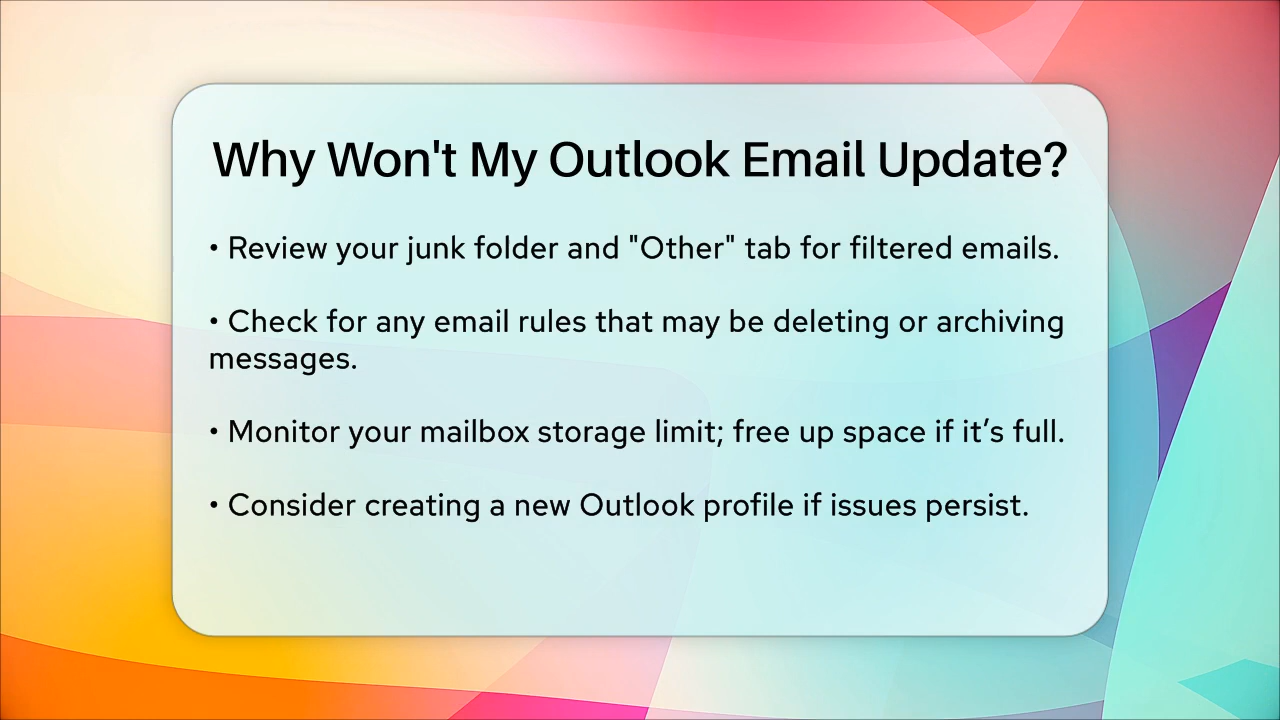 Why Won't My Outlook Email Update?
• Review your junk folder and "Other" tab for filtered emails.
• Check for any email rules that may be deleting or archiving
messages.
• Monitor your mailbox storage limit; free up space if it’s full.
• Consider creating a new Outlook profile if issues persist.